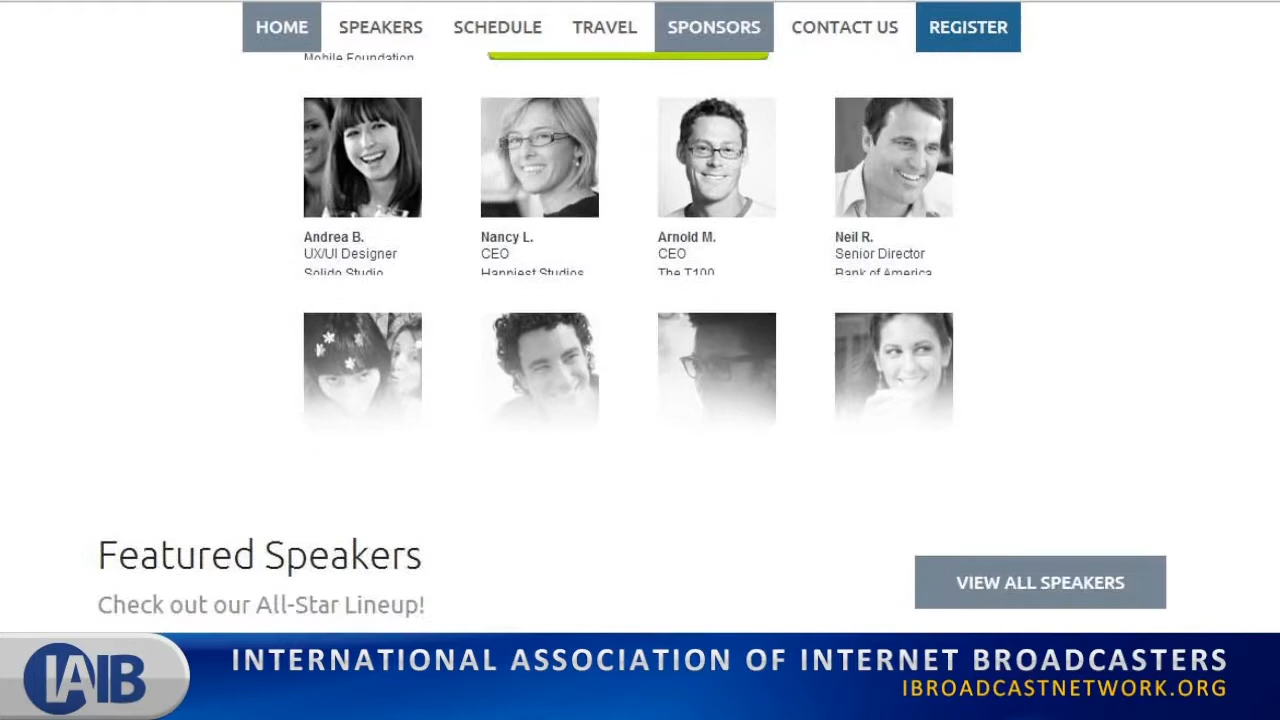 HOME SPEAKERS SCHEDULE TRAVEL SPONSORS CONTACT US REGISTER
Mobile Foundation
Andrea B. Nancy L. Arnold M. Neil R.
UX/UI Designer CEO CEO Senior Director
Solido Studio Happiest Studios The T100 Bank of America
Featured Speakers
Check out our All-Star Lineup!
VIEW ALL SPEAKERS
IAIB
INTERNATIONAL ASSOCIATION OF INTERNET BROADCASTERS
IBROADCASTNETWORK.ORG